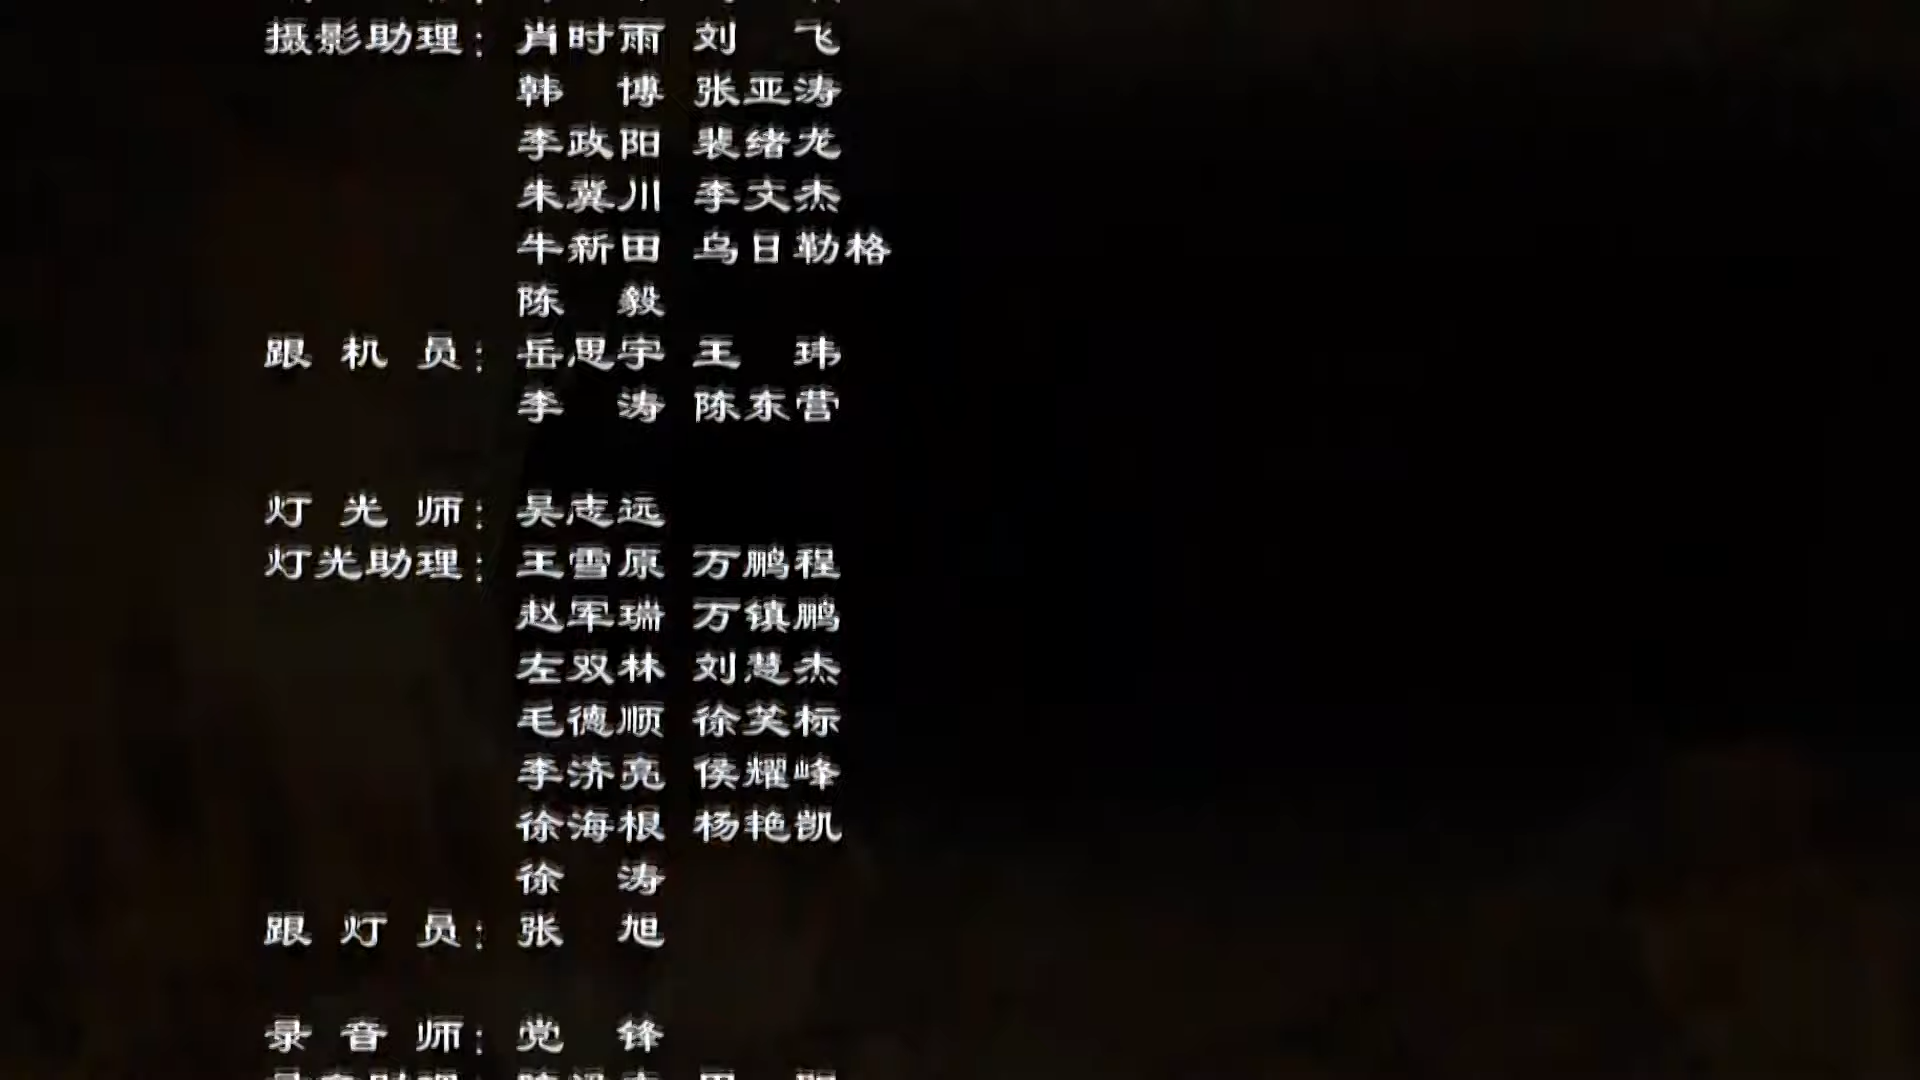 摄影助理：肖时雨 刘 飞
韩 博 张亚涛
李政阳 裴绪龙
朱冀川 李文杰
牛新田 乌日勒格
陈 毅
跟 机 员：岳思宇 王 玮
李 涛 陈东营
灯 光 师：吴志远
灯光助理：王雪原 万鹏程
赵军瑞 万镇鹏
左双林 刘慧杰
毛德顺 徐笑标
李济亮 侯耀峰
徐海根 杨艳凯
徐 涛
跟 灯 员：张 旭
录 音 师：党 锋